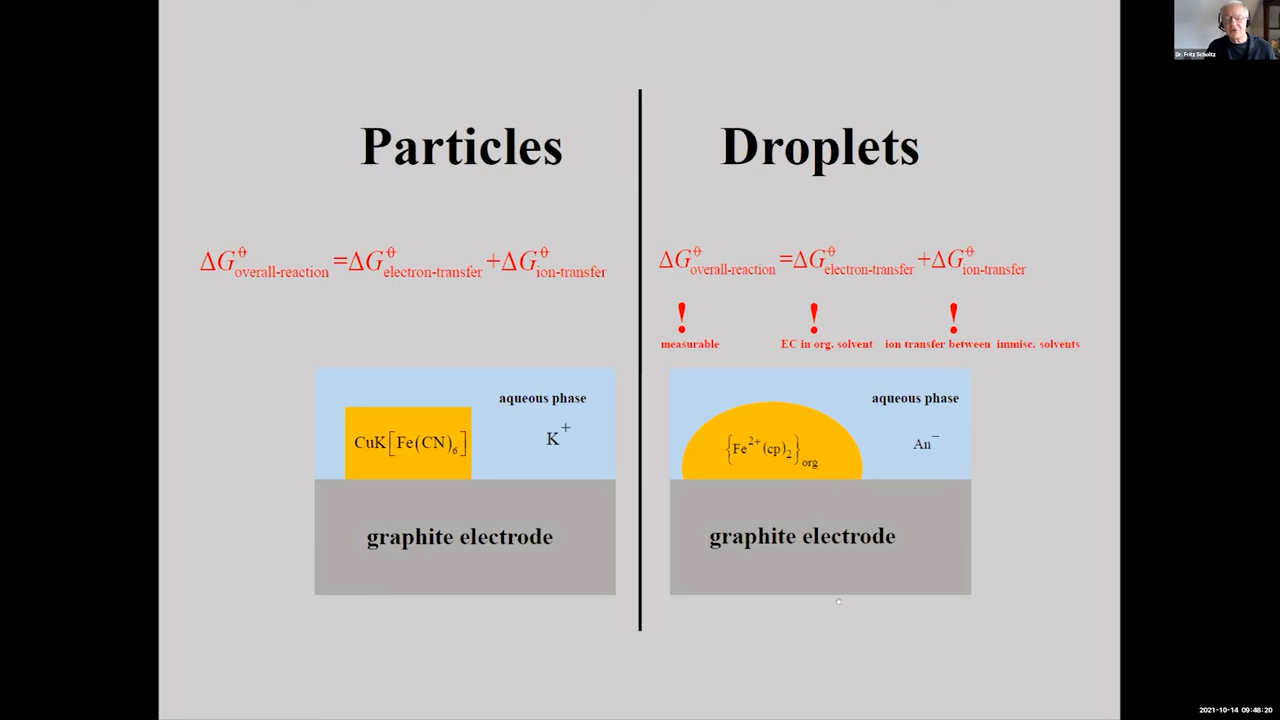 Dr. Fritz Scholtz
Particles
ΔG⦵overall-reaction =ΔG⦵electron-transfer +ΔG⦵ion-transfer
aqueous phase
CuK[Fe(CN)6]
K+
graphite electrode
Droplets
ΔG⦵overall-reaction =ΔG⦵electron-transfer +ΔG⦵ion-transfer
! ! !
measurable EC in org. solvent ion transfer between immisc. solvents
aqueous phase
{Fe2+(cp)2}org
An−
graphite electrode
2021-10-14 09:48:20